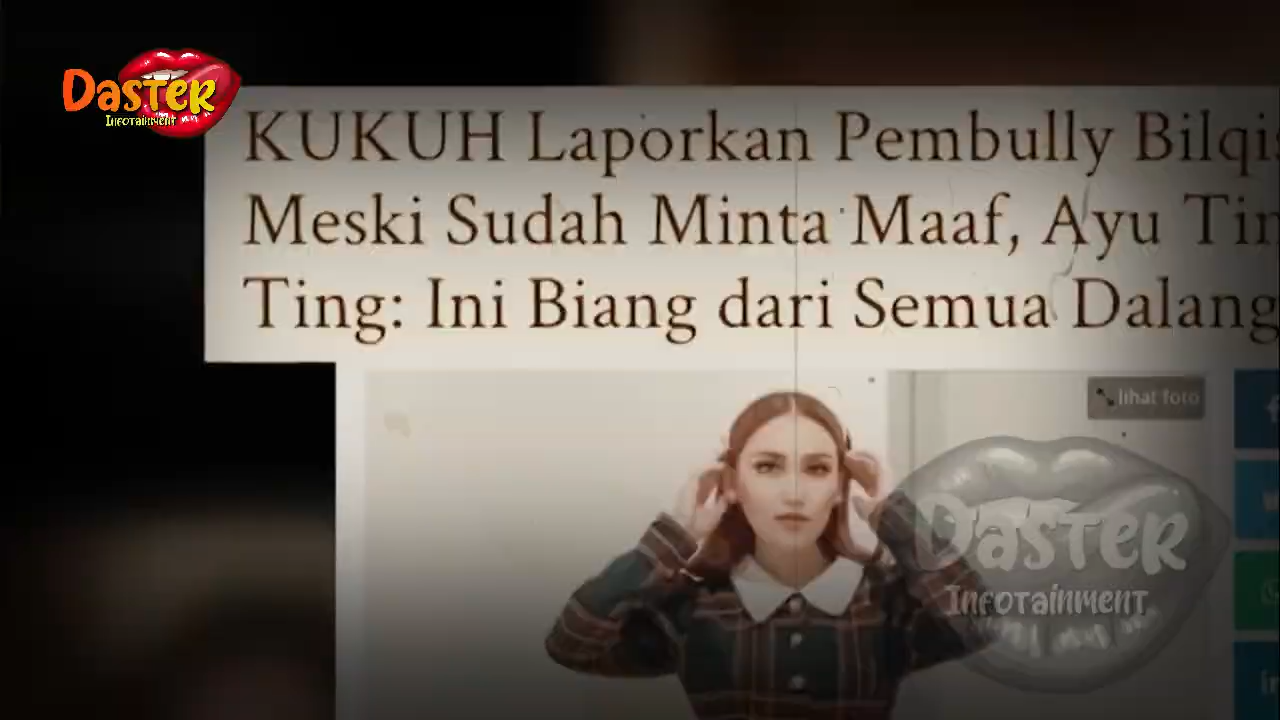 DasTER
INFOTaiNMENT
KUKUH Laporkan Pembully Bilqis
Meski Sudah Minta Maaf, Ayu Tin
Ting: Ini Biang dari Semua Dalang
lihat foto
DasTER
INFOTaiNMENT
in